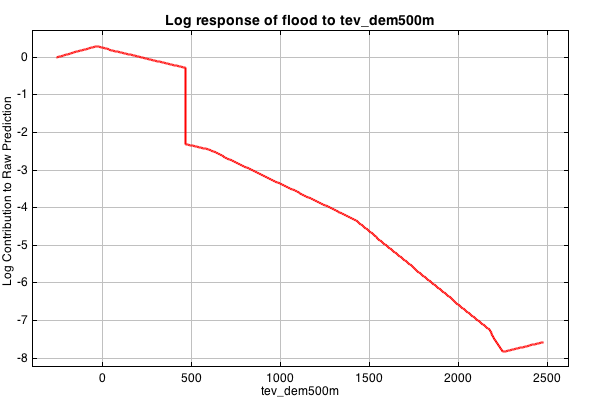 Log response of flood to tev_dem500m
Log Contribution to Raw Prediction
0
-1
-2
-3
-4
-5
-6
-7
-8
0 500 1000 1500 2000 2500
tev_dem500m